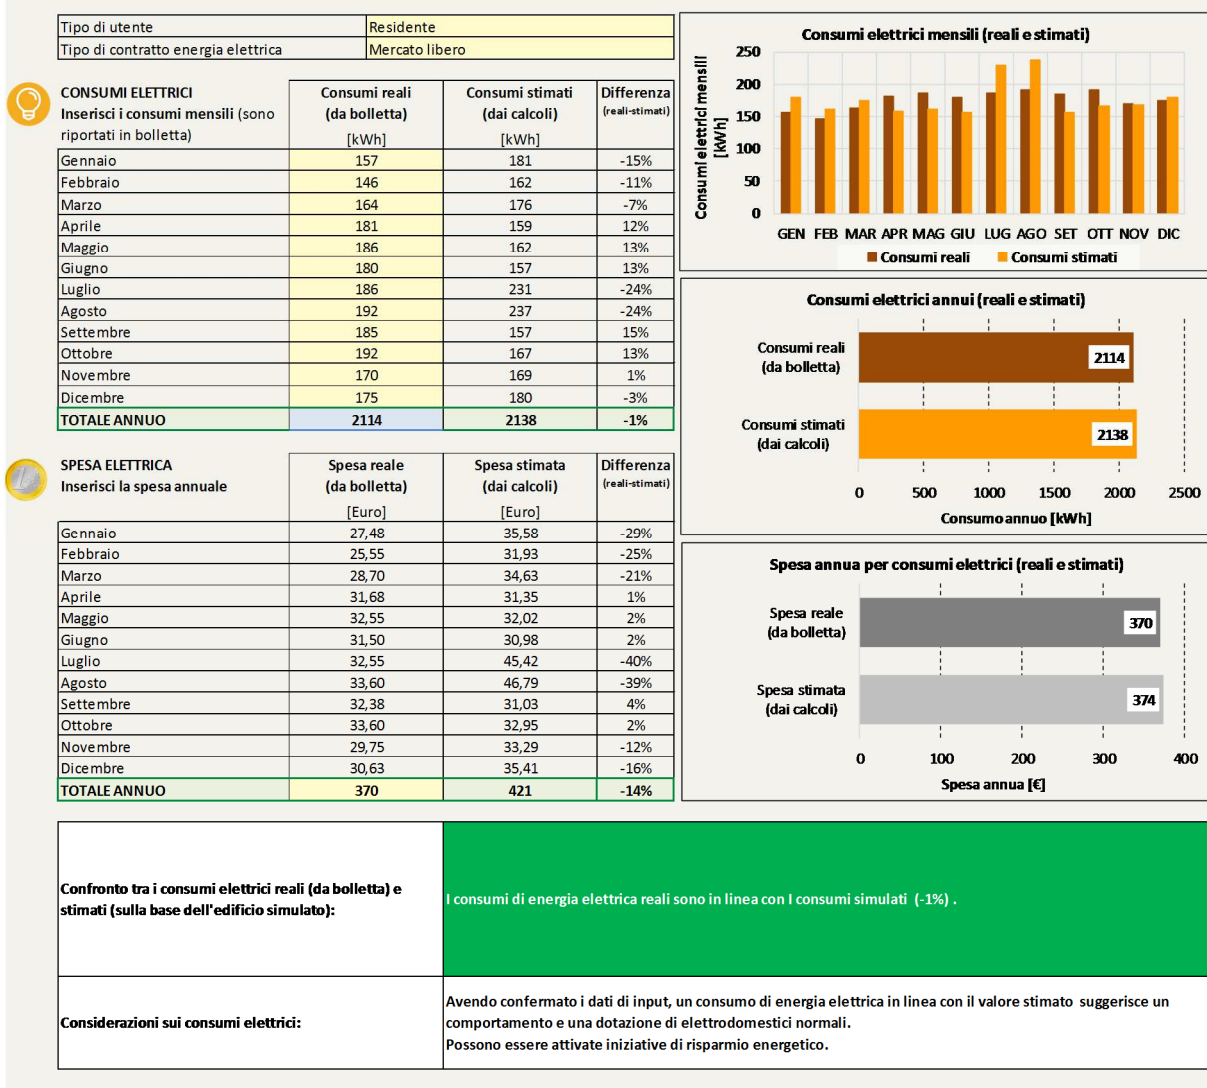 Tipo di utente Residente
Tipo di contratto energia elettrica Mercato libero
CONSUMI ELETTRICI Consumi reali Consumi stimati Differenza
Inserisci i consumi mensili (sono (da bolletta) (dai calcoli) (reali-stimati)
riportati in bolletta) [kWh] [kWh]
Gennaio 157 181 -15%
Febbraio 146 162 -11%
Marzo 164 176 -7%
Aprile 181 159 12%
Maggio 186 162 13%
Giugno 180 157 13%
Luglio 186 231 -24%
Agosto 192 237 -24%
Settembre 185 157 15%
Ottobre 192 167 13%
Novembre 170 169 1%
Dicembre 175 180 -3%
TOTALE ANNUO 2114 2138 -1%
SPESA ELETTRICA Spesa reale Spesa stimata Differenza
Inserisci la spesa annuale (da bolletta) (dai calcoli) (reali-stimati)
[Euro] [Euro]
Gennaio 27,48 35,58 -29%
Febbraio 25,55 31,93 -25%
Marzo 28,70 34,63 -21%
Aprile 31,68 31,35 1%
Maggio 32,55 32,02 2%
Giugno 31,50 30,98 2%
Luglio 32,55 45,42 -40%
Agosto 33,60 46,79 -39%
Settembre 32,38 31,03 4%
Ottobre 33,60 32,95 2%
Novembre 29,75 33,29 -12%
Dicembre 30,63 35,41 -16%
TOTALE ANNUO 370 421 -14%
Consumi elettrici mensili (reali e stimati)
Consumi elettrici mensili
[kWh]
250
200
150
100
50
0
GEN FEB MAR APR MAG GIU LUG AGO SET OTT NOV DIC
Consumi reali Consumi stimati
Consumi elettrici annui (reali e stimati)
Consumi reali
(da bolletta)
2114
Consumi stimati
(dai calcoli)
2138
0 500 1000 1500 2000 2500
Consumo annuo [kWh]
Spesa annua per consumi elettrici (reali e stimati)
Spesa reale
(da bolletta)
370
Spesa stimata
(dai calcoli)
374
0 100 200 300 400
Spesa annua [€]
Confronto tra i consumi elettrici reali (da bolletta) e
stimati (sulla base dell'edificio simulato):
I consumi di energia elettrica reali sono in linea con I consumi simulati (-1%) .
Considerazioni sui consumi elettrici:
Avendo confermato i dati di input, un consumo di energia elettrica in linea con il valore stimato suggerisce un
comportamento e una dotazione di elettrodomestici normali.
Possono essere attivate iniziative di risparmio energetico.